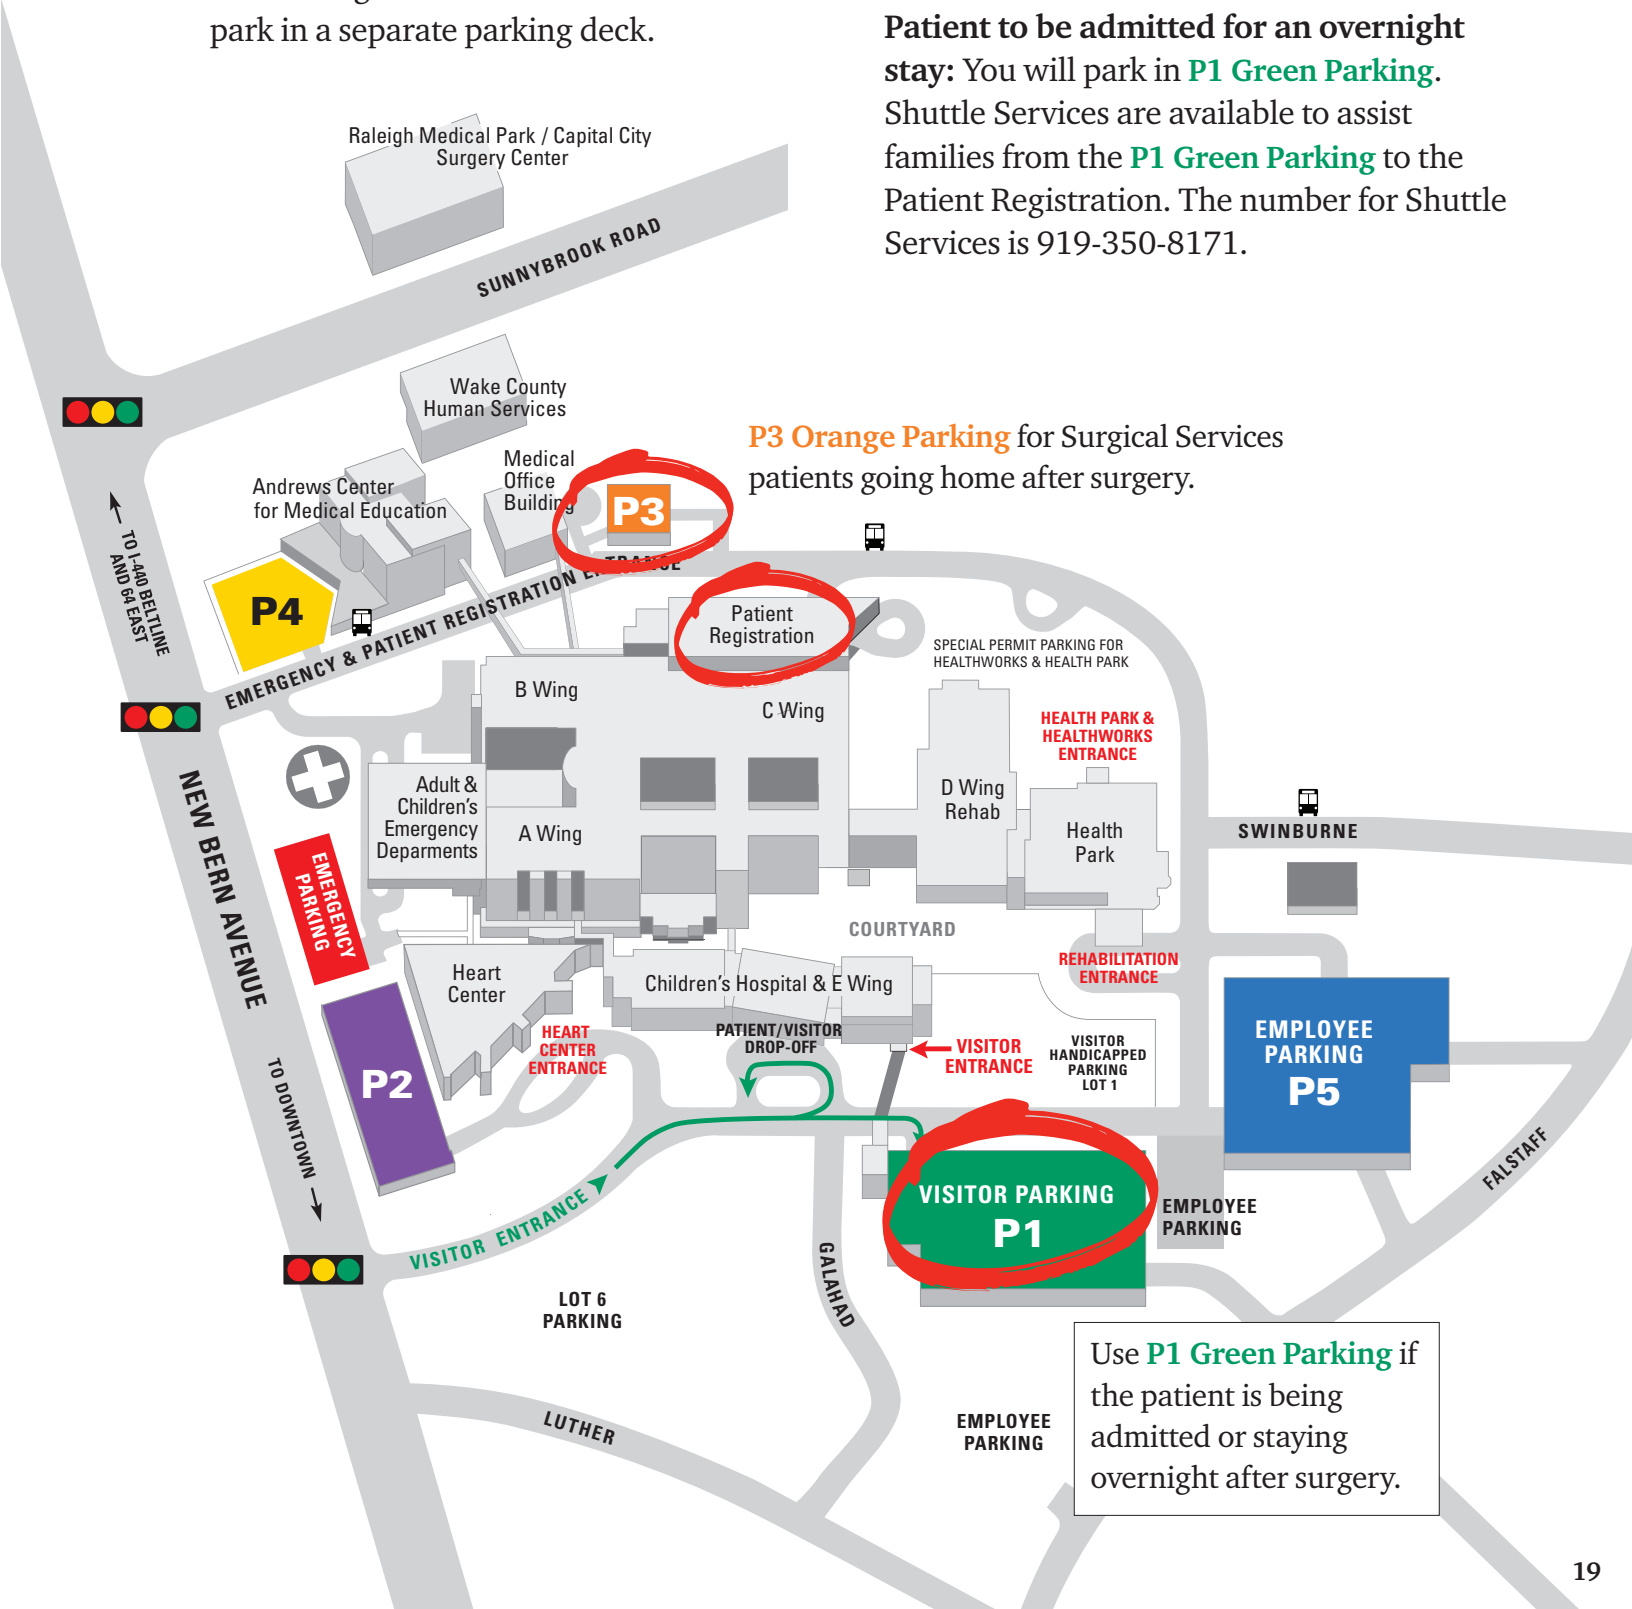 park in a separate parking deck.
Patient to be admitted for an overnight
stay: You will park in P1 Green Parking.
Shuttle Services are available to assist
families from the P1 Green Parking to the
Patient Registration. The number for Shuttle
Services is 919-350-8171.
Raleigh Medical Park / Capital City
Surgery Center
SUNNYBROOK ROAD
Wake County
Human Services
P3 Orange Parking for Surgical Services
patients going home after surgery.
Medical
Office
Building
P3
Andrews Center
for Medical Education
TO I-440 BELTLINE
AND 64 EAST
P4
EMERGENCY & PATIENT REGISTRATION ENTRANCE
Patient
Registration
SPECIAL PERMIT PARKING FOR
HEALTHWORKS & HEALTH PARK
B Wing
C Wing
HEALTH PARK &
HEALTHWORKS
ENTRANCE
NEW BERN AVENUE
Adult &
Children's
Emergency
Deparments
A Wing
D Wing
Rehab
Health
Park
SWINBURNE
EMERGENCY
PARKING
COURTYARD
REHABILITATION
ENTRANCE
Heart
Center
Children's Hospital & E Wing
HEART
CENTER
ENTRANCE
PATIENT/VISITOR
DROP-OFF
VISITOR
ENTRANCE
VISITOR
HANDICAPPED
PARKING
LOT 1
EMPLOYEE
PARKING
P5
P2
TO DOWNTOWN
FALSTAFF
VISITOR PARKING
P1
EMPLOYEE
PARKING
VISITOR ENTRANCE
GALAHAD
LOT 6
PARKING
Use P1 Green Parking if
the patient is being
admitted or staying
overnight after surgery.
LUTHER
EMPLOYEE
PARKING
19